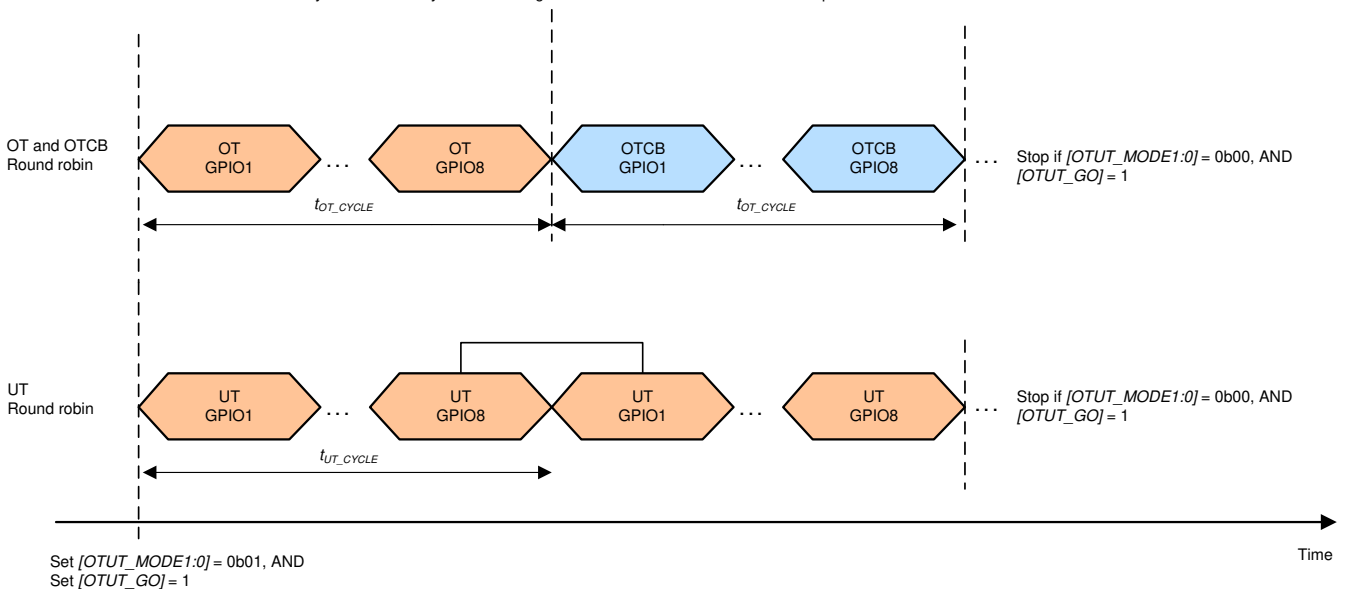 OT and OTCB
Round robin
OT
GPIO1
...
OT
GPIO8
OTCB
GPIO1
...
OTCB
GPIO8
...
Stop if [OTUT_MODE1:0] = 0b00, AND
[OTUT_GO] = 1
tOT_CYCLE
tOT_CYCLE
UT
Round robin
UT
GPIO1
...
UT
GPIO8
UT
GPIO1
...
UT
GPIO8
...
Stop if [OTUT_MODE1:0] = 0b00, AND
[OTUT_GO] = 1
tUT_CYCLE
Time
Set [OTUT_MODE1:0] = 0b01, AND
Set [OTUT_GO] = 1